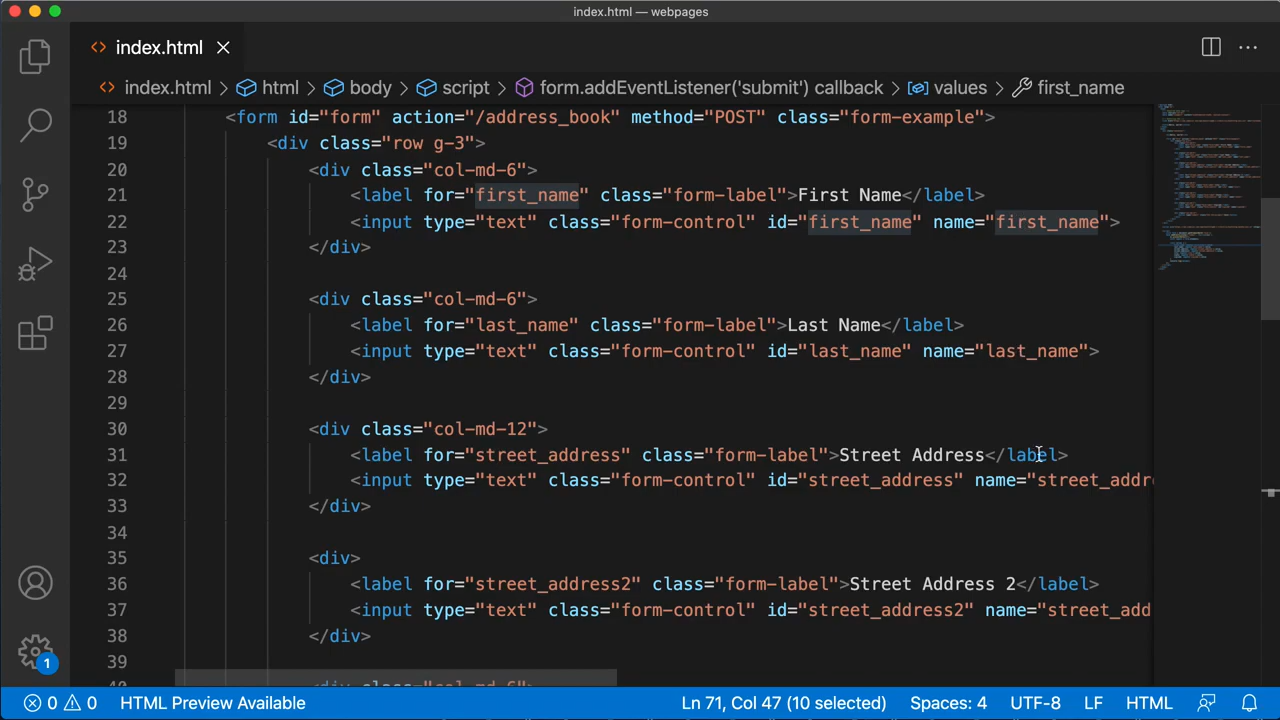 index.html — webpages
index.html
index.html > html > body > script > form.addEventListener('submit') callback > values > first_name
18 <form id="form" action="/address_book" method="POST" class="form-example">
19 <div class="row g-3">
20 <div class="col-md-6">
21 <label for="first_name" class="form-label">First Name</label>
22 <input type="text" class="form-control" id="first_name" name="first_name">
23 </div>
24
25 <div class="col-md-6">
26 <label for="last_name" class="form-label">Last Name</label>
27 <input type="text" class="form-control" id="last_name" name="last_name">
28 </div>
29
30 <div class="col-md-12">
31 <label for="street_address" class="form-label">Street Address</label>
32 <input type="text" class="form-control" id="street_address" name="street_addr
33 </div>
34
35 <div>
36 <label for="street_address2" class="form-label">Street Address 2</label>
37 <input type="text" class="form-control" id="street_address2" name="street_add
38 </div>
39
1
0 0 HTML Preview Available Ln 71, Col 47 (10 selected) Spaces: 4 UTF-8 LF HTML